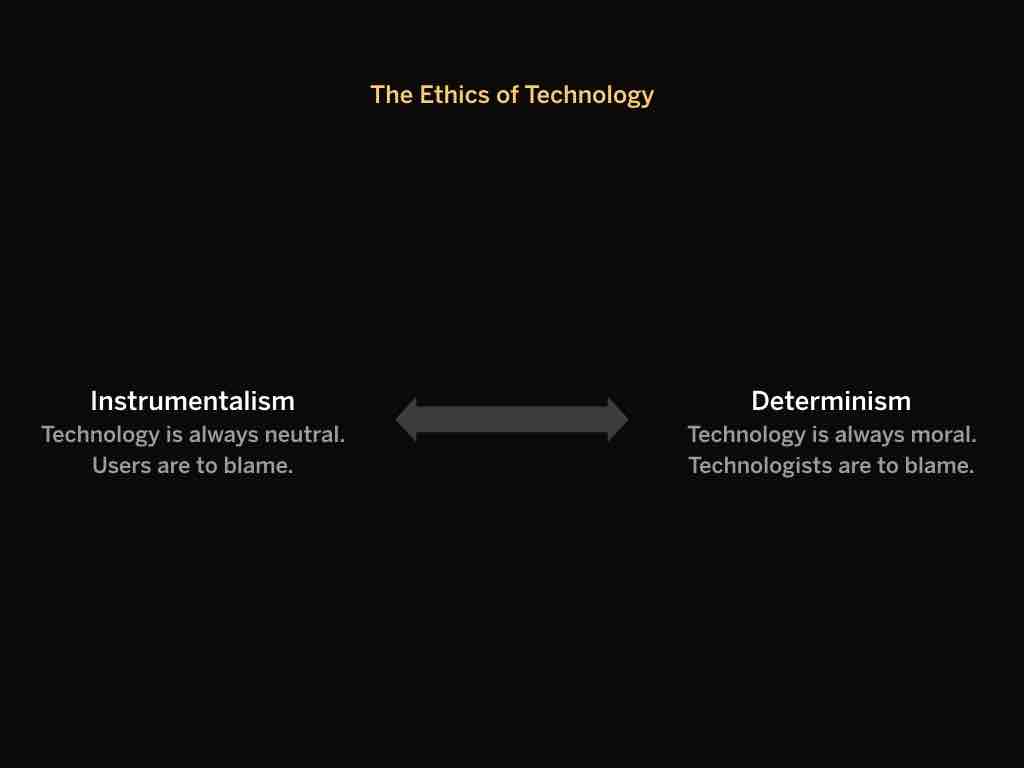 The Ethics of Technology
Instrumentalism
Technology is always neutral.
Users are to blame.
Determinism
Technology is always moral.
Technologists are to blame.